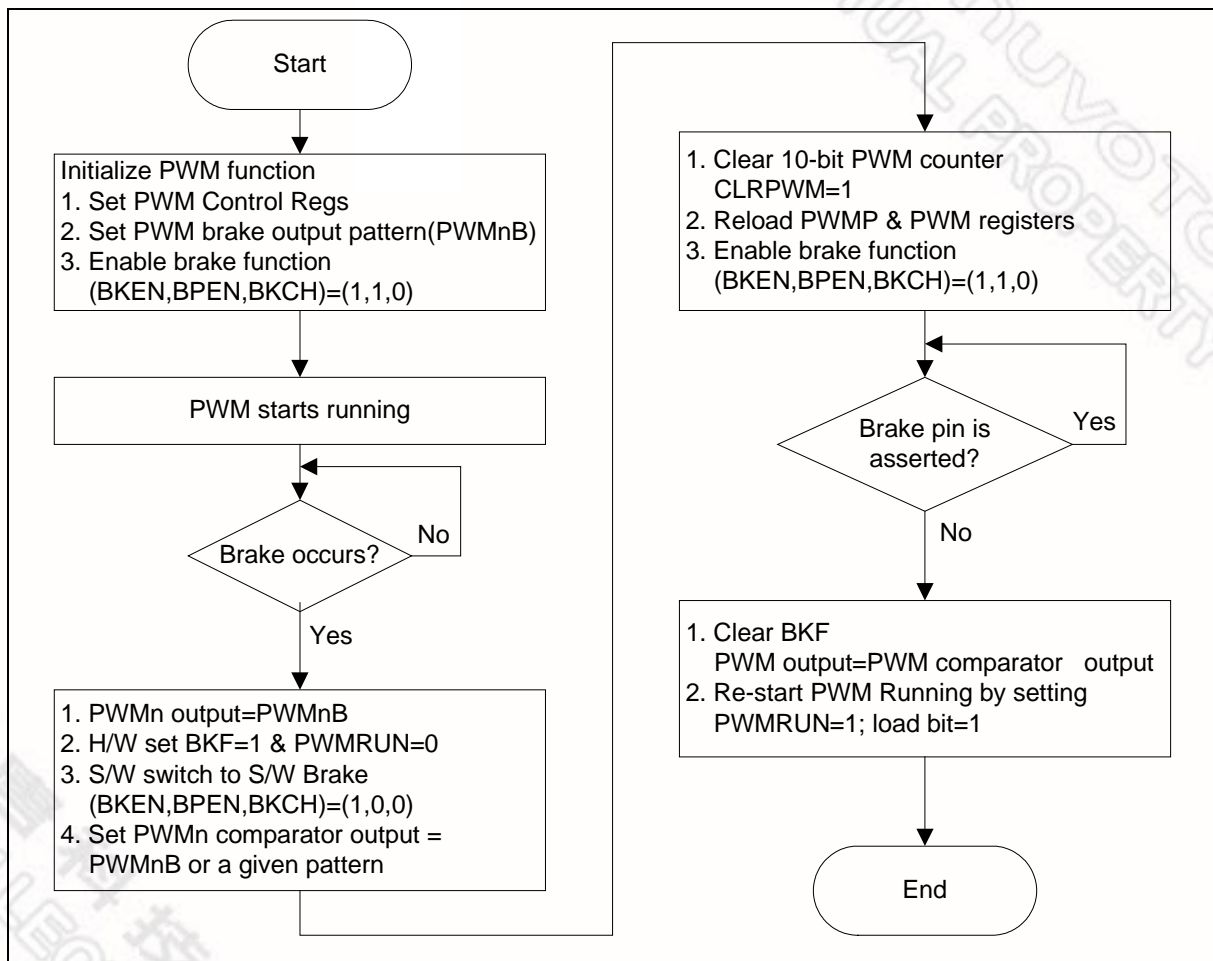 Start
Initialize PWM function
1. Set PWM Control Regs
2. Set PWM brake output pattern(PWMnB)
3. Enable brake function
(BKEN,BPEN,BKCH)=(1,1,0)
PWM starts running
Brake occurs?
No
Yes
1. PWMn output=PWMnB
2. H/W set BKF=1 & PWMRUN=0
3. S/W switch to S/W Brake
(BKEN,BPEN,BKCH)=(1,0,0)
4. Set PWMn comparator output =
PWMnB or a given pattern
1. Clear 10-bit PWM counter
CLRPWM=1
2. Reload PWMP & PWM registers
3. Enable brake function
(BKEN,BPEN,BKCH)=(1,1,0)
Brake pin is
asserted?
Yes
No
1. Clear BKF
PWM output=PWM comparator output
2. Re-start PWM Running by setting
PWMRUN=1; load bit=1
End
nuvoto
PROPERTY